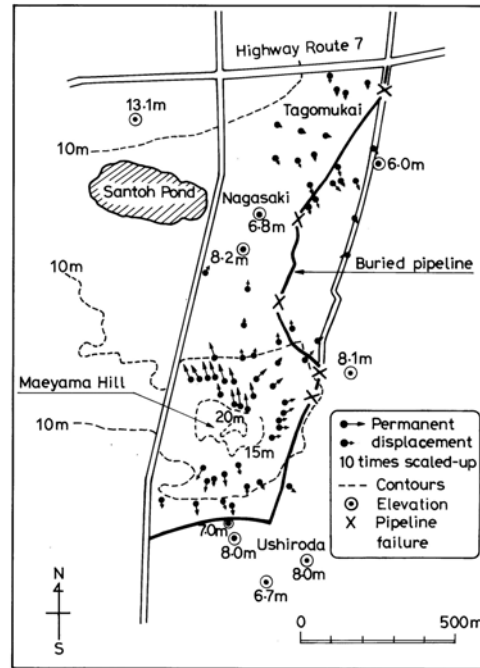 Highway Route 7
13·1m
Tagomukai
10m
6·0m
Santoh Pond
Nagasaki
6·8m
8·2m
Buried pipeline
10m
Maeyama Hill
8·1m
20m
10m
15m
Permanent
displacement
10 times scaled-up
Contours
Elevation
Pipeline
failure
7·0m
8·0m
Ushiroda
8·0m
6·7m
N
S
0
500m